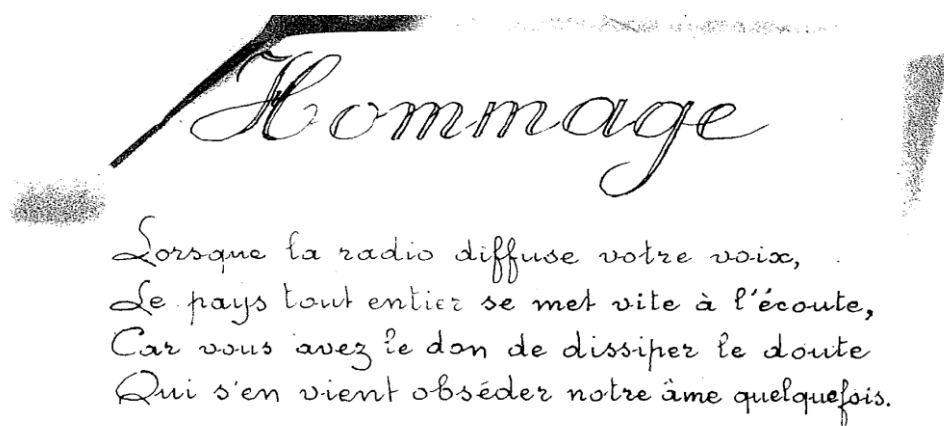 Hommage
Lorsque la radio diffuse votre voix,
Le pays tout entier se met vite à l'écoute,
Car vous avez le don de dissiper le doute
Qui s'en vient obséder notre âme quelquefois.